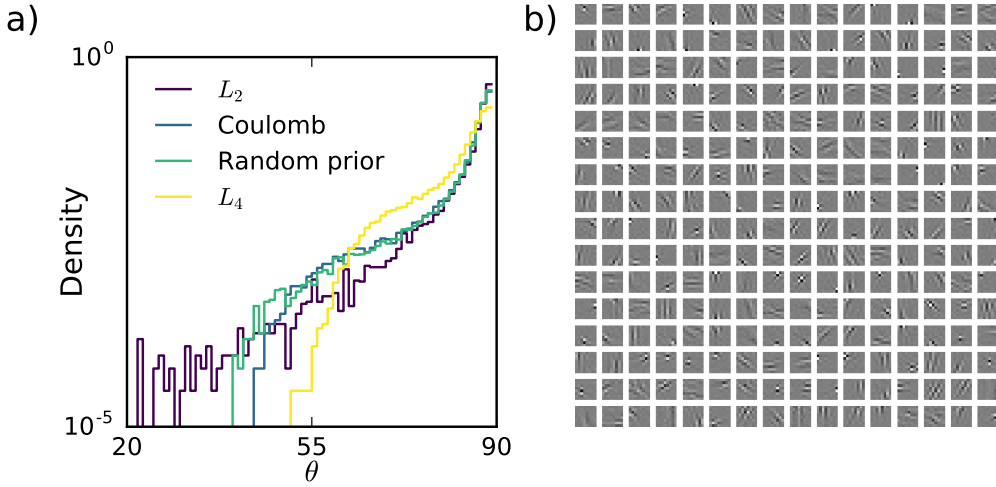 a)
b)
10^0
L_2
Coulomb
Random prior
L_4
Density
10^-5
20
55
90
θ